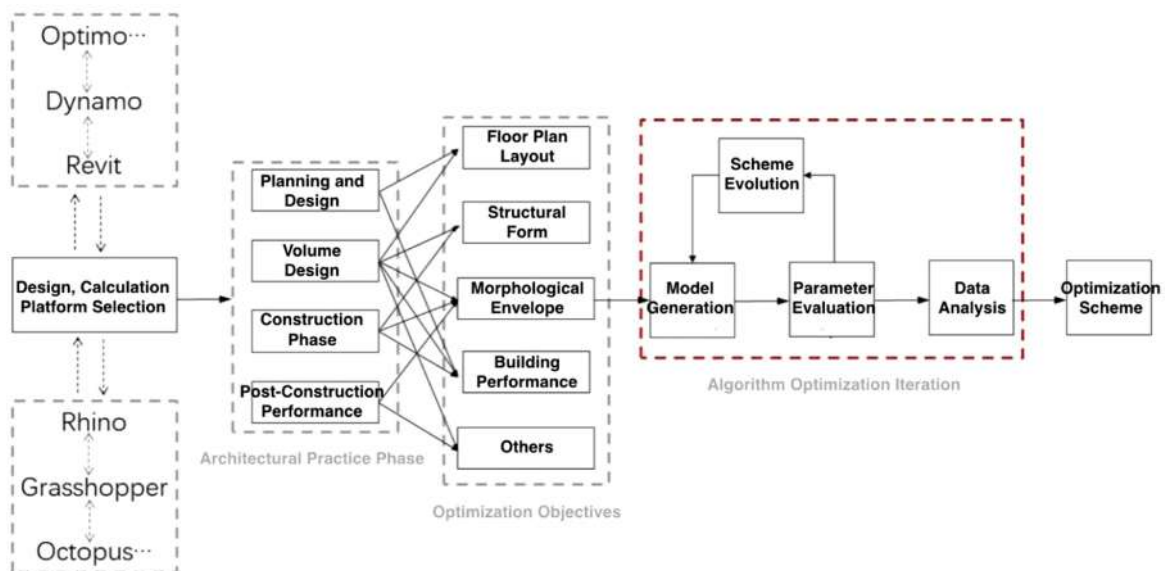 Optimo…
Dynamo
Revit
Design, Calculation
Platform Selection
Rhino
Grasshopper
Octopus…
Planning and
Design
Volume
Design
Construction
Phase
Post-Construction
Performance
Architectural Practice Phase
Floor Plan
Layout
Structural
Form
Morphological
Envelope
Building
Performance
Others
Optimization Objectives
Scheme
Evolution
Model
Generation
Parameter
Evaluation
Data
Analysis
Algorithm Optimization Iteration
Optimization
Scheme